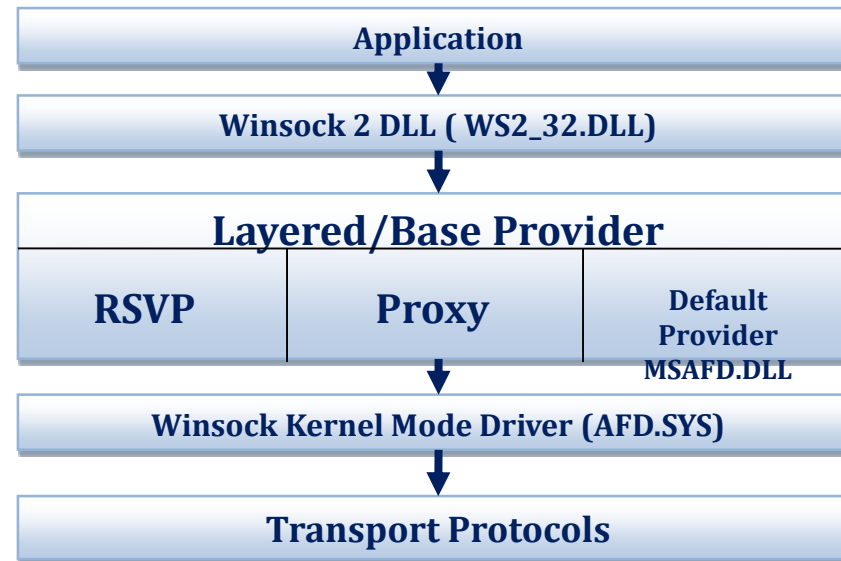 Application
Winsock 2 DLL ( WS2_32.DLL)
Layered/Base Provider
RSVP
Proxy
Default
Provider
MSAFD.DLL
Winsock Kernel Mode Driver (AFD.SYS)
Transport Protocols